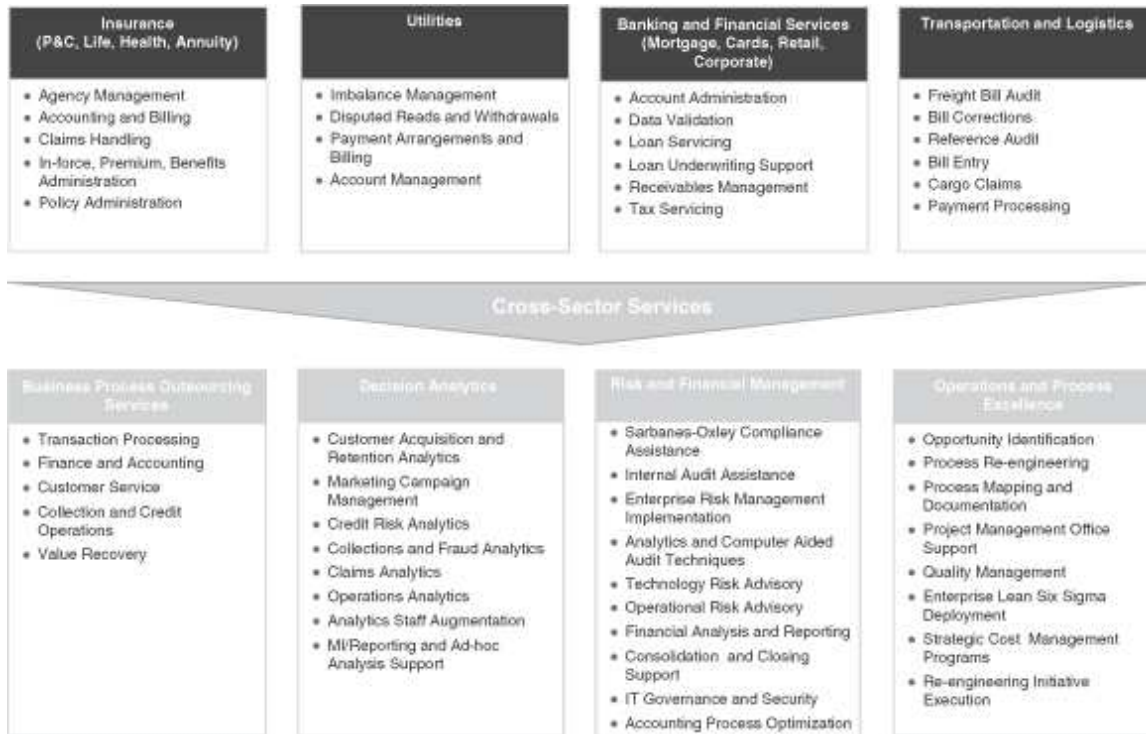 Insurance
(P&C, Life, Health, Annuity)
• Agency Management
• Accounting and Billing
• Claims Handling
• In-force, Premium, Benefits
Administration
• Policy Administration
Utilities
• Imbalance Management
• Disputed Reads and Withdrawals
• Payment Arrangements and
Billing
• Account Management
Banking and Financial Services
(Mortgage, Cards, Retail,
Corporate)
• Account Administration
• Data Validation
• Loan Servicing
• Loan Underwriting Support
• Receivables Management
• Tax Servicing
Transportation and Logistics
• Freight Bill Audit
• Bill Corrections
• Reference Audit
• Bill Entry
• Cargo Claims
• Payment Processing
Cross-Sector Services
Business Process Outsourcing
Services
• Transaction Processing
• Finance and Accounting
• Customer Service
• Collection and Credit
Operations
• Value Recovery
Decision Analytics
• Customer Acquisition and
Retention Analytics
• Marketing Campaign
Management
• Credit Risk Analytics
• Collections and Fraud Analytics
• Claims Analytics
• Operations Analytics
• Analytics Staff Augmentation
• MI/Reporting and Ad-hoc
Analysis Support
Risk and Financial Management
• Sarbanes-Oxley Compliance
Assistance
• Internal Audit Assistance
• Enterprise Risk Management
Implementation
• Analytics and Computer Aided
Audit Techniques
• Technology Risk Advisory
• Operational Risk Advisory
• Financial Analysis and Reporting
• Consolidation and Closing
Support
• IT Governance and Security
• Accounting Process Optimization
Operations and Process
Excellence
• Opportunity Identification
• Process Re-engineering
• Process Mapping and
Documentation
• Project Management Office
Support
• Quality Management
• Enterprise Lean Six Sigma
Deployment
• Strategic Cost Management
Programs
• Re-engineering Initiative
Execution